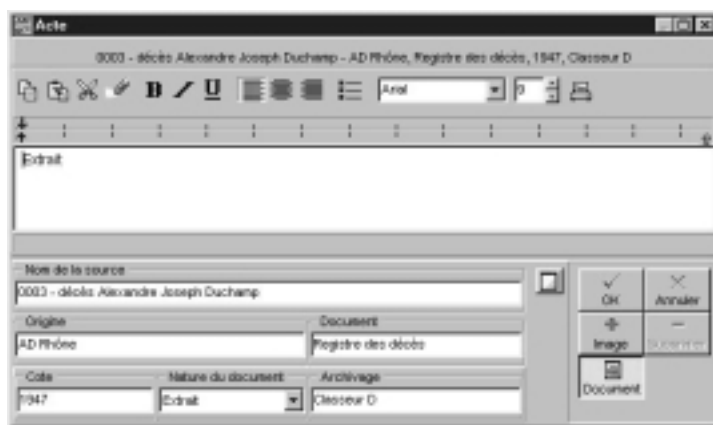 Acte
0003 - décès Alexandre Joseph Duchamp - AD Rhône, Registre des décès, 1947, Classeur D
B I U Arial 9
Extrait
Nom de la source
0003 - décès Alexandre Joseph Duchamp
OK Annuler
Origine Document
AD Rhône Registre des décès
Image
Cote Nature du document Archivage
Document
1947 Extrait Classeur D